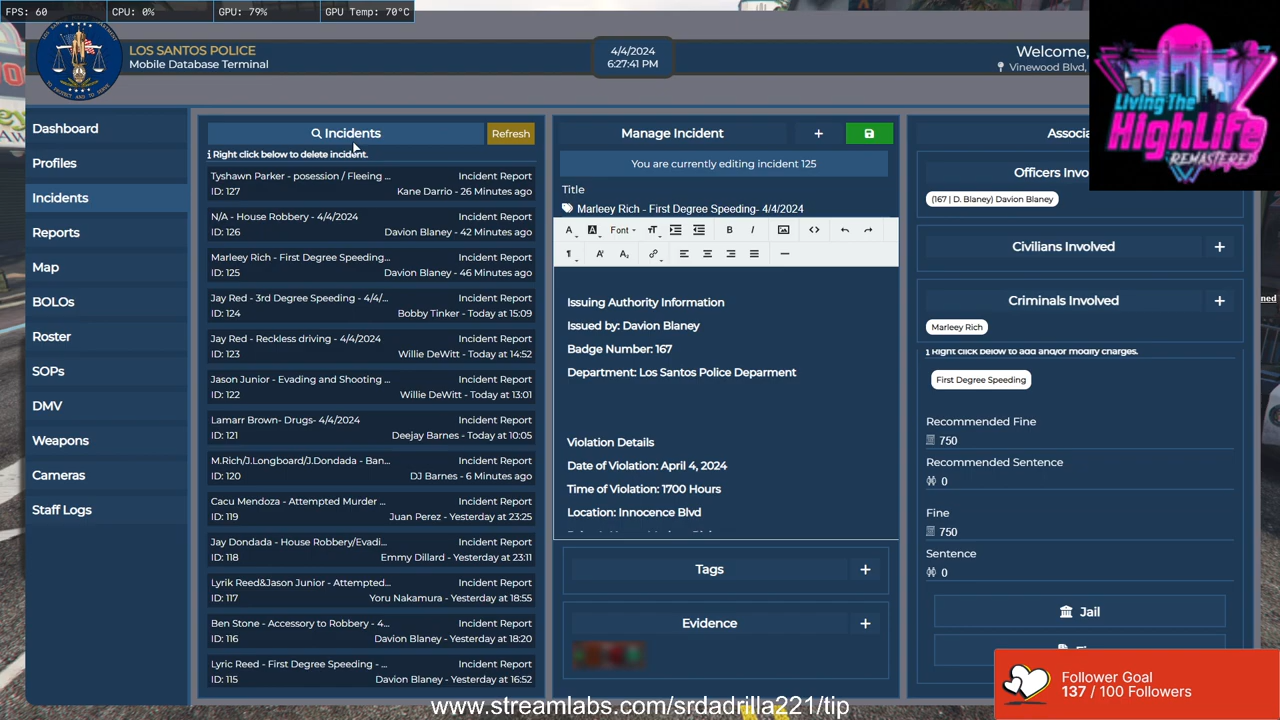 FPS: 60
CPU: 0%
GPU: 79%
GPU Temp: 70°C
LOS SANTOS POLICE
Mobile Database Terminal
4/4/2024
6:27:41 PM
Welcome,
Vinewood Blvd,
LIVING THE
HIGHLIFE
REMASTERED
Dashboard
Profiles
Incidents
Reports
Map
BOLOs
Roster
SOPs
DMV
Weapons
Cameras
Staff Logs
Incidents
Refresh
Right click below to delete incident.
Tyshawn Parker - posession / Fleeing ... Incident Report
ID: 127 Kane Darrio - 26 Minutes ago
N/A - House Robbery - 4/4/2024 Incident Report
ID: 126 Davion Blaney - 42 Minutes ago
Marleey Rich - First Degree Speeding... Incident Report
ID: 125 Davion Blaney - 46 Minutes ago
Jay Red - 3rd Degree Speeding - 4/4/... Incident Report
ID: 124 Bobby Tinker - Today at 15:09
Jay Red - Reckless driving - 4/4/2024 Incident Report
ID: 123 Willie DeWitt - Today at 14:52
Jason Junior - Evading and Shooting ... Incident Report
ID: 122 Willie DeWitt - Today at 13:01
Lamarr Brown- Drugs- 4/4/2024 Incident Report
ID: 121 Deejay Barnes - Today at 10:05
M.Rich/J.Longboard/J.Dondada - Ban... Incident Report
ID: 120 DJ Barnes - 6 Minutes ago
Cacu Mendoza - Attempted Murder ... Incident Report
ID: 119 Juan Perez - Yesterday at 23:25
Jay Dondada - House Robbery/Evadi... Incident Report
ID: 118 Emmy Dillard - Yesterday at 23:11
Lyrik Reed&Jason Junior - Attempted... Incident Report
ID: 117 Yoru Nakamura - Yesterday at 18:55
Ben Stone - Accessory to Robbery - 4... Incident Report
ID: 116 Davion Blaney - Yesterday at 18:20
Lyric Reed - First Degree Speeding - ... Incident Report
ID: 115 Davion Blaney - Yesterday at 16:52
Manage Incident
You are currently editing incident 125
Title
Marleey Rich - First Degree Speeding- 4/4/2024
Font
Issuing Authority Information
Issued by: Davion Blaney
Badge Number: 167
Department: Los Santos Police Deparment
Violation Details
Date of Violation: April 4, 2024
Time of Violation: 1700 Hours
Location: Innocence Blvd
Tags
Evidence
Associa
Officers Invo
(167 | D. Blaney) Davion Blaney
Civilians Involved
Criminals Involved
Marleey Rich
Right click below to add and/or modify charges.
First Degree Speeding
Recommended Fine
750
Recommended Sentence
0
Fine
750
Sentence
0
Jail
ned
Follower Goal
137 / 100 Followers
www.streamlabs.com/srdadrilla221/tip